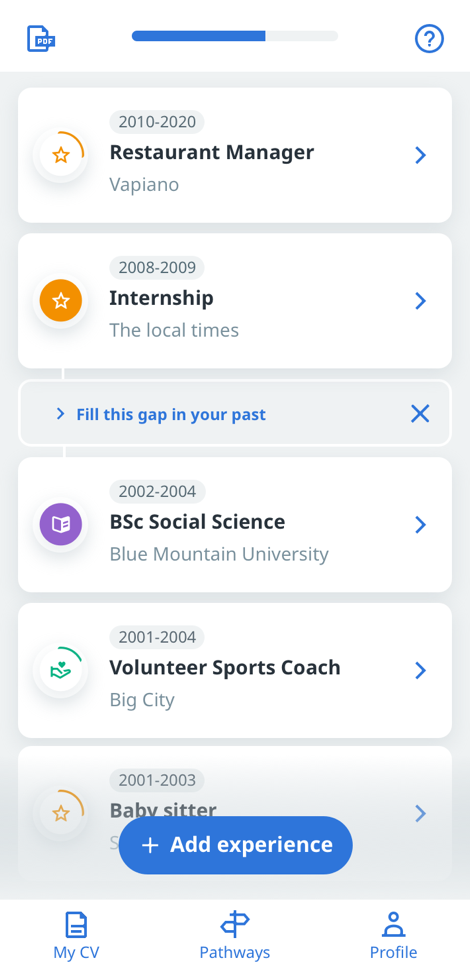 PDF
?
2010-2020
Restaurant Manager
Vapiano
2008-2009
Internship
The local times
Fill this gap in your past
2002-2004
BSc Social Science
Blue Mountain University
2001-2004
Volunteer Sports Coach
Big City
2001-2003
Baby sitter
+ Add experience
My CV
Pathways
Profile